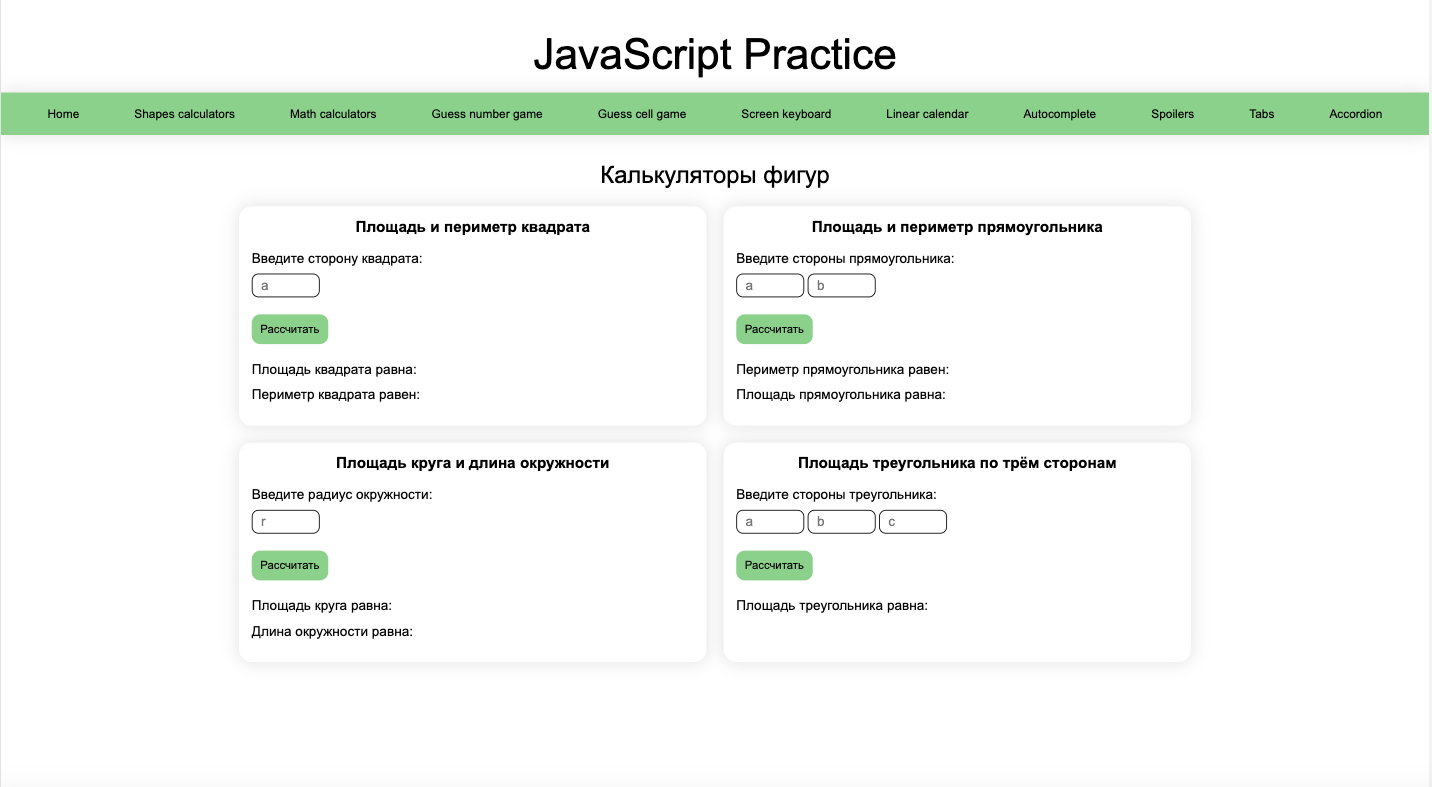 JavaScript Practice
Home Shapes calculators Math calculators Guess number game Guess cell game Screen keyboard Linear calendar Autocomplete Spoilers Tabs Accordion
Калькуляторы фигур
Площадь и периметр квадрата
Введите сторону квадрата:
a
Рассчитать
Площадь квадрата равна:
Периметр квадрата равен:
Площадь и периметр прямоугольника
Введите стороны прямоугольника:
a b
Рассчитать
Периметр прямоугольника равен:
Площадь прямоугольника равна:
Площадь круга и длина окружности
Введите радиус окружности:
r
Рассчитать
Площадь круга равна:
Длина окружности равна:
Площадь треугольника по трём сторонам
Введите стороны треугольника:
a b c
Рассчитать
Площадь треугольника равна: